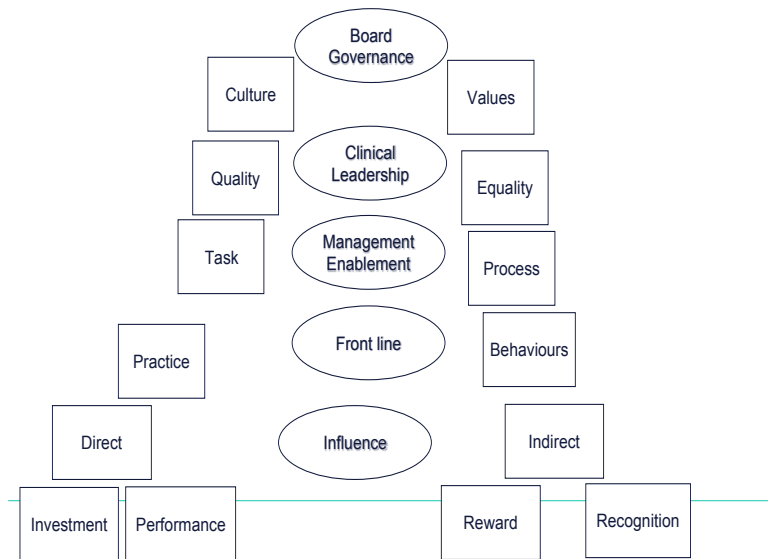 Board
Governance
Culture
Values
Clinical
Leadership
Quality
Equality
Management
Enablement
Task
Process
Front line
Behaviours
Practice
Direct
Influence
Indirect
Investment
Performance
Reward
Recognition